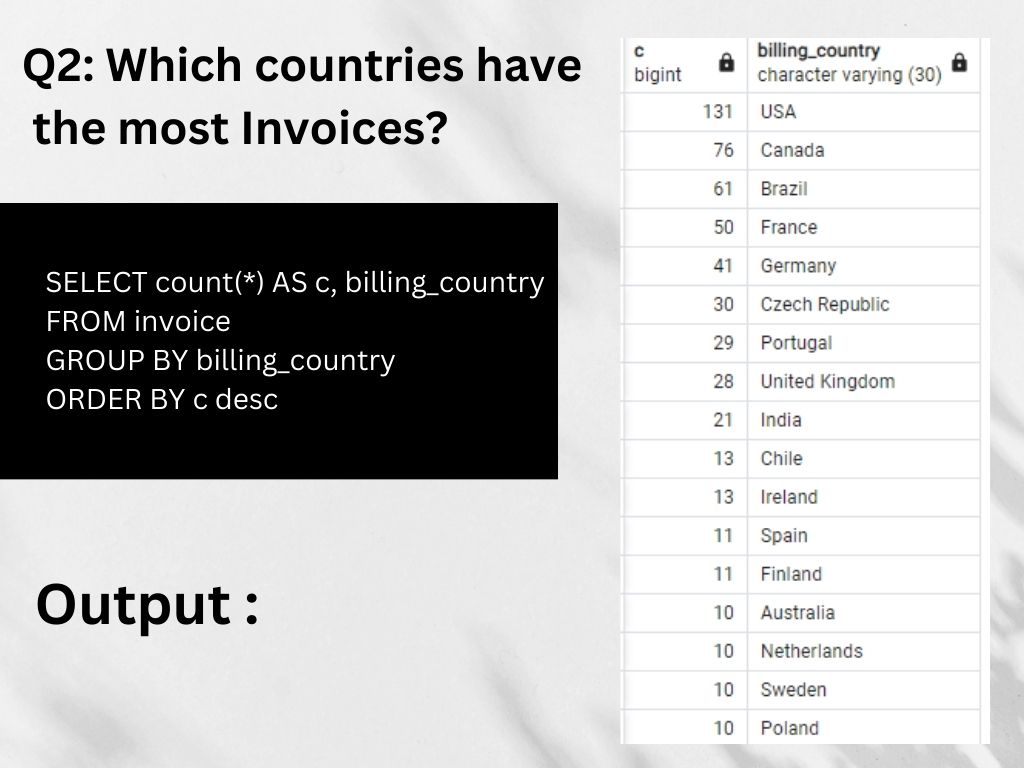 Q2: Which countries have
the most Invoices?
SELECT count(*) AS c, billing_country
FROM invoice
GROUP BY billing_country
ORDER BY c desc
Output :
c billing_country
bigint character varying (30)
131 USA
76 Canada
61 Brazil
50 France
41 Germany
30 Czech Republic
29 Portugal
28 United Kingdom
21 India
13 Chile
13 Ireland
11 Spain
11 Finland
10 Australia
10 Netherlands
10 Sweden
10 Poland